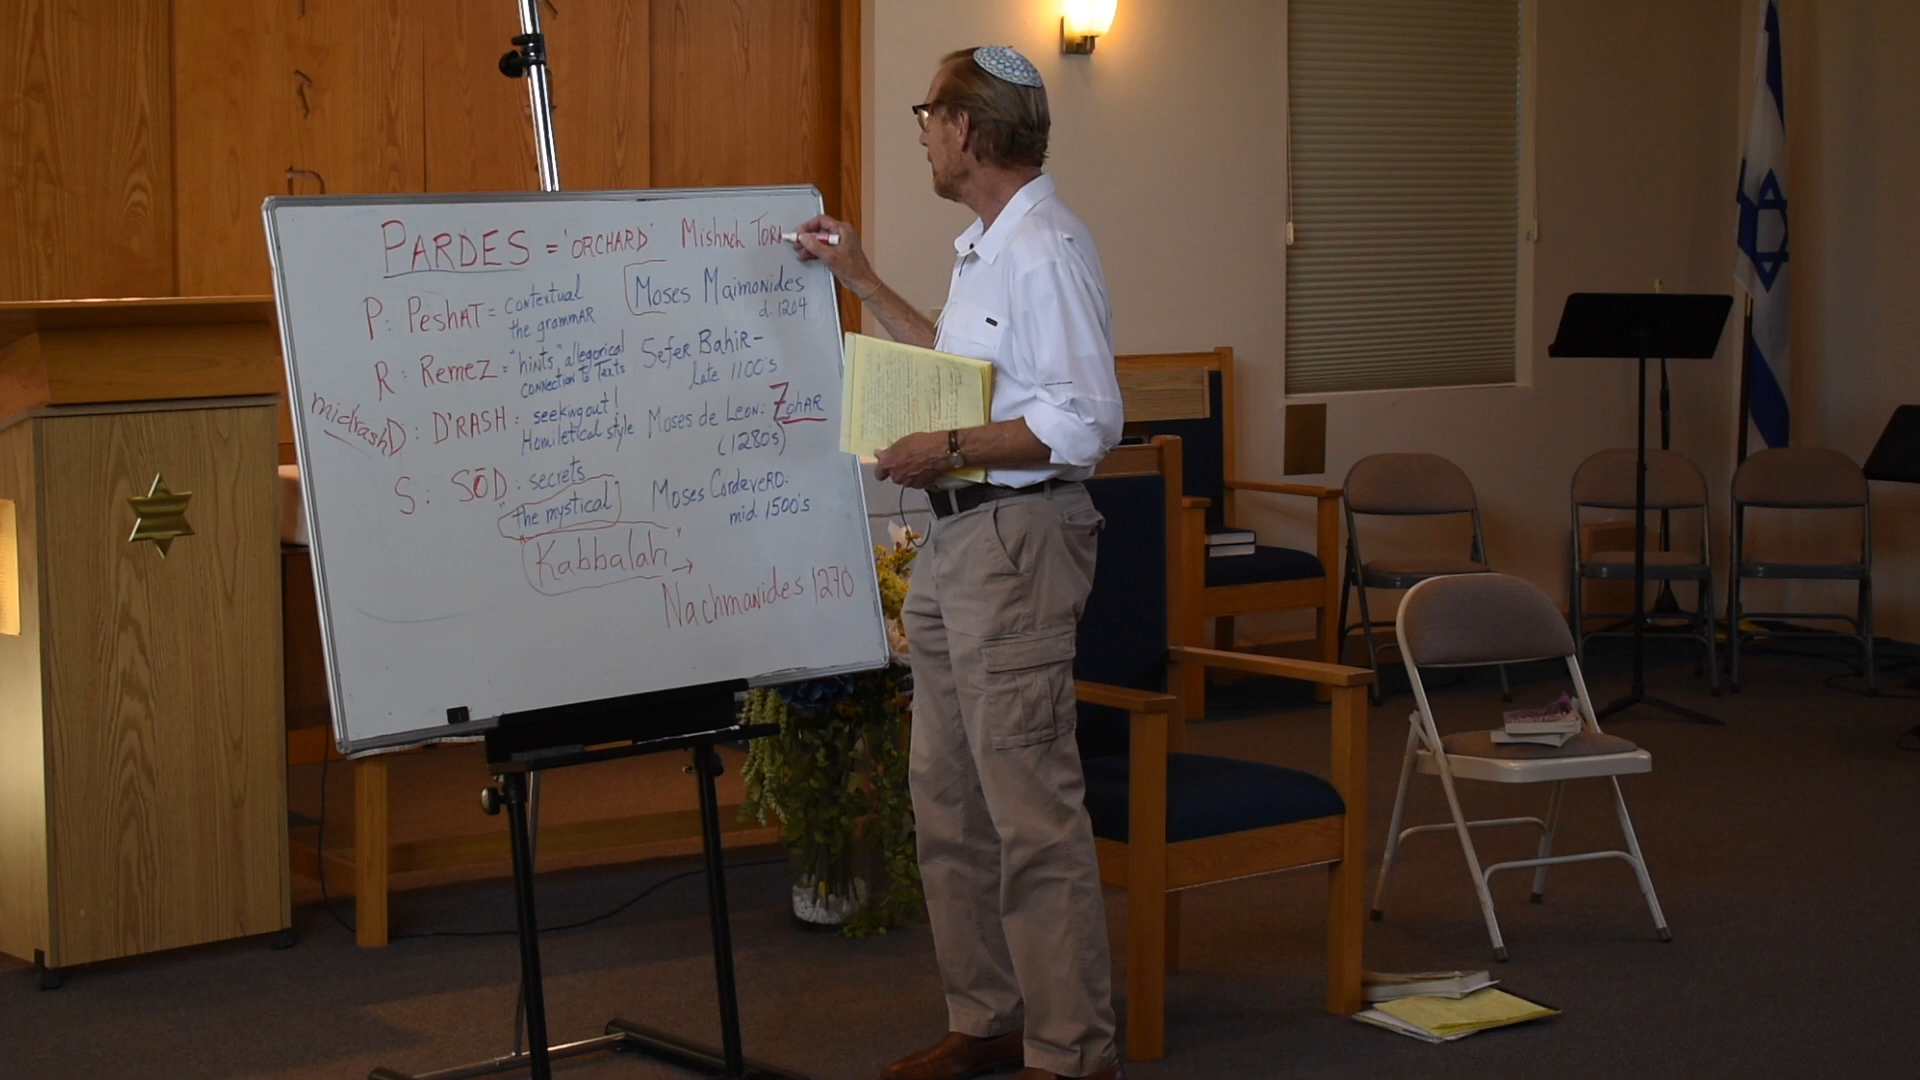 PARDES = 'ORCHARD'
P: PeshAT = contextual
the grammAR
R: Remez = "hints" allegorical
connection to Texts
midrash
D: D'RASH: seeking out!
Homiletical style
S: SŌD: secrets
"the mystical"
Kabbalah →
Mishneh TORA
Moses Maimonides
d. 1204
Sefer BahiR -
late 1100's
Moses de Leon: ZohAR
(1280's)
Moses CordeveRO:
mid 1500's
Nachmanides 1270